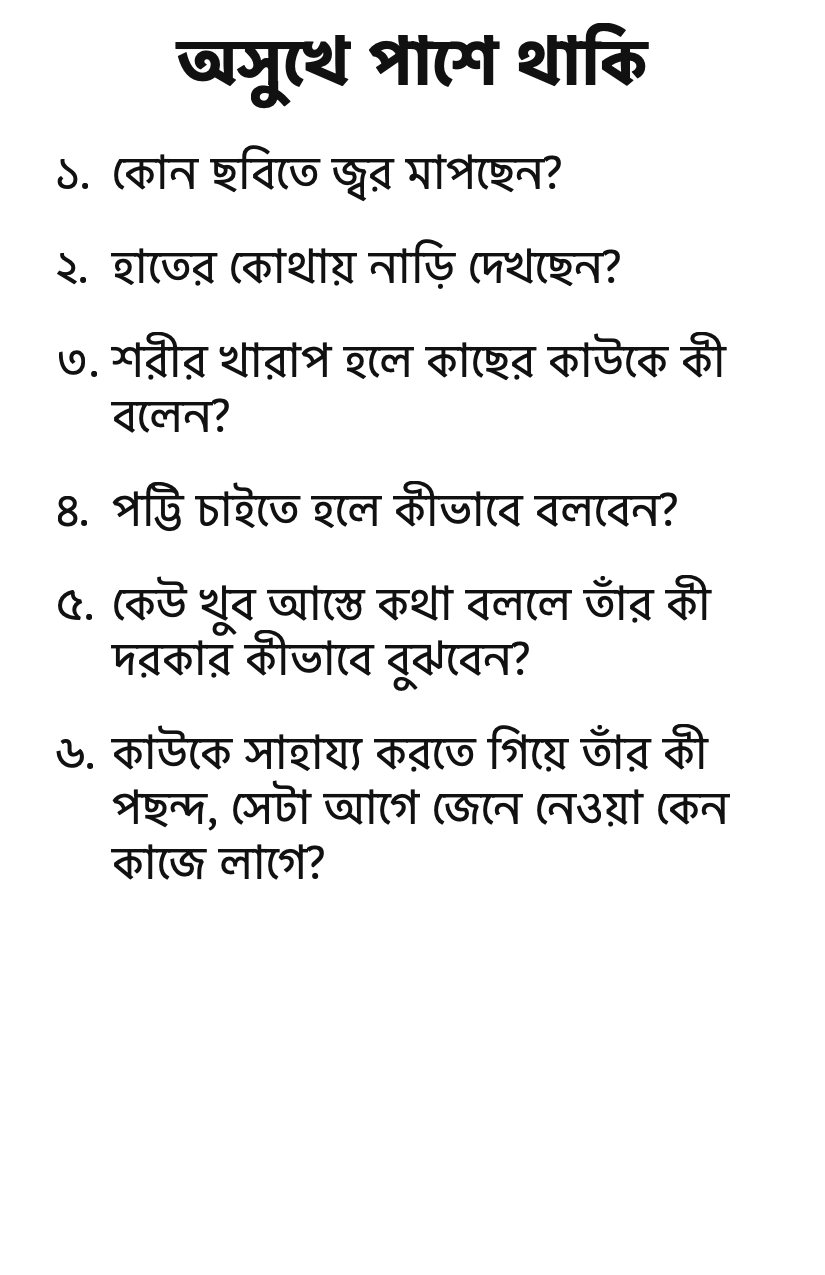 অসুখে পাশে থাকি
১. কোন ছবিতে জ্বর মাপছেন?
২. হাতের কোথায় নাড়ি দেখছেন?
৩. শরীর খারাপ হলে কাছের কাউকে কী
বলেন?
৪. পট্টি চাইতে হলে কীভাবে বলবেন?
৫. কেউ খুব আস্তে কথা বললে তাঁর কী
দরকার কীভাবে বুঝবেন?
৬. কাউকে সাহায্য করতে গিয়ে তাঁর কী
পছন্দ, সেটা আগে জেনে নেওয়া কেন
কাজে লাগে?